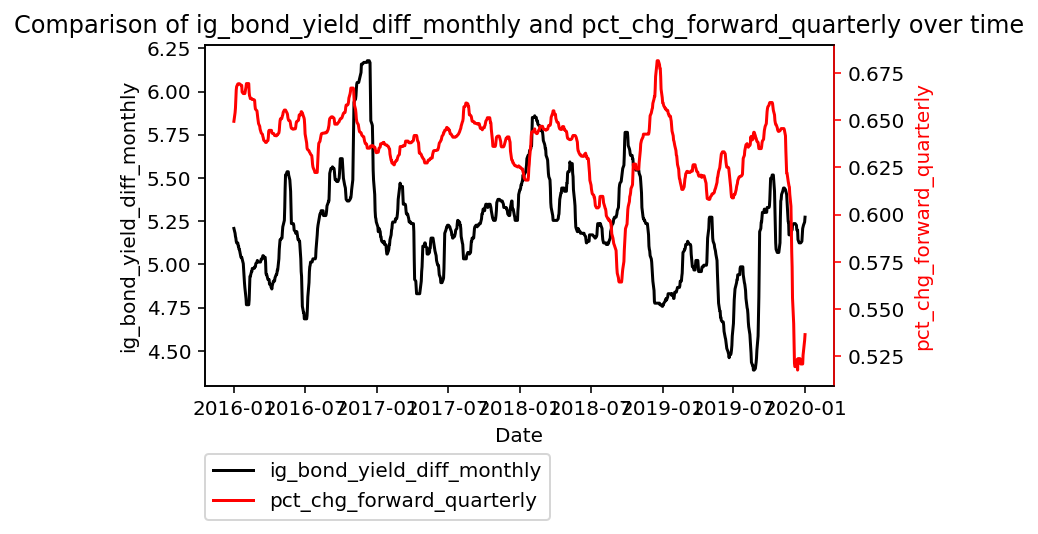 Comparison of ig_bond_yield_diff_monthly and pct_chg_forward_quarterly over time
ig_bond_yield_diff_monthly
6.25
6.00
5.75
5.50
5.25
5.00
4.75
4.50
0.675
0.650
0.625
0.600
0.575
0.550
0.525
pct_chg_forward_quarterly
2016-01 2016-07 2017-01 2017-07 2018-01 2018-07 2019-01 2019-07 2020-01
Date
ig_bond_yield_diff_monthly
pct_chg_forward_quarterly